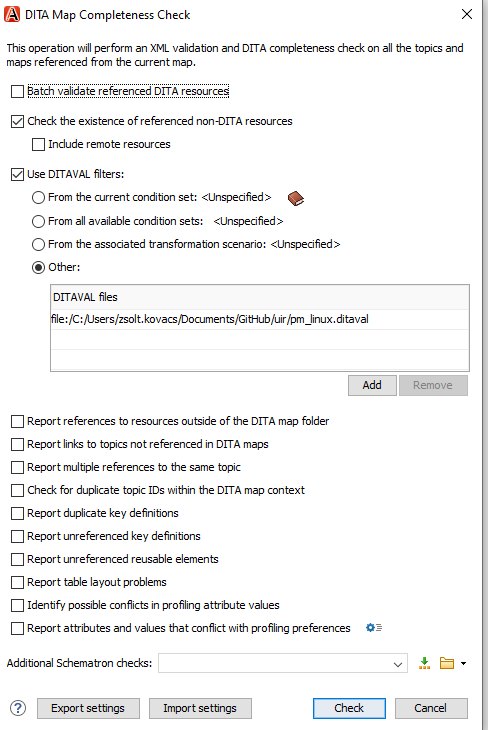 DITA Map Completeness Check
This operation will perform an XML validation and DITA completeness check on all the topics and
maps referenced from the current map.
Batch validate referenced DITA resources
Check the existence of referenced non-DITA resources
Include remote resources
Use DITAVAL filters:
From the current condition set: <Unspecified>
From all available condition sets: <Unspecified>
From the associated transformation scenario: <Unspecified>
Other:
DITAVAL files
file:/C:/Users/zsolt.kovacs/Documents/GitHub/uir/pm_linux.ditaval
Add Remove
Report references to resources outside of the DITA map folder
Report links to topics not referenced in DITA maps
Report multiple references to the same topic
Check for duplicate topic IDs within the DITA map context
Report duplicate key definitions
Report unreferenced key definitions
Report unreferenced reusable elements
Report table layout problems
Identify possible conflicts in profiling attribute values
Report attributes and values that conflict with profiling preferences
Additional Schematron checks:
? Export settings Import settings Check Cancel